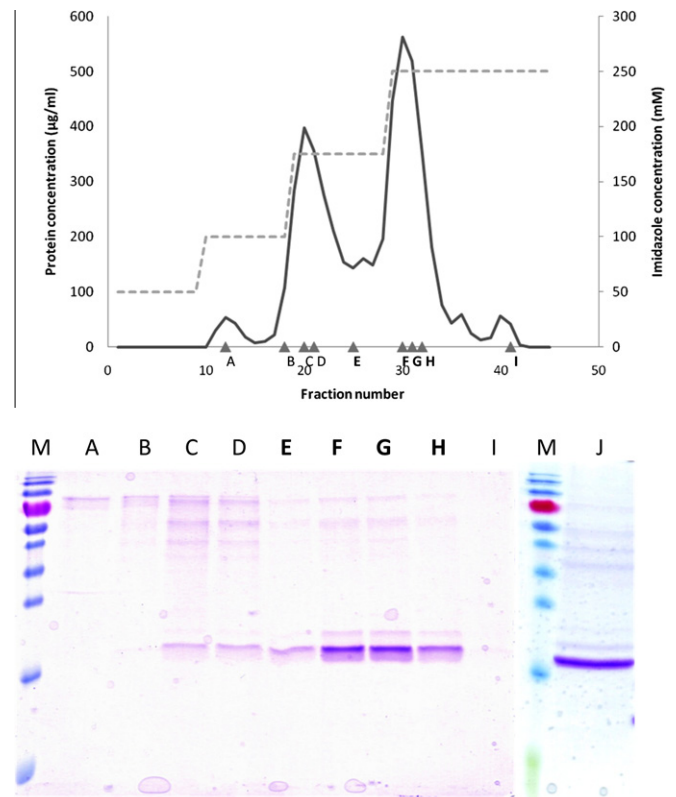 600
500
400
300
200
100
0
Protein concentration (µg/ml)
300
250
200
150
100
50
0
Imidazole concentration (mM)
A B C D E F G H I
0 10 20 30 40 50
Fraction number
M A B C D E F G H I M J